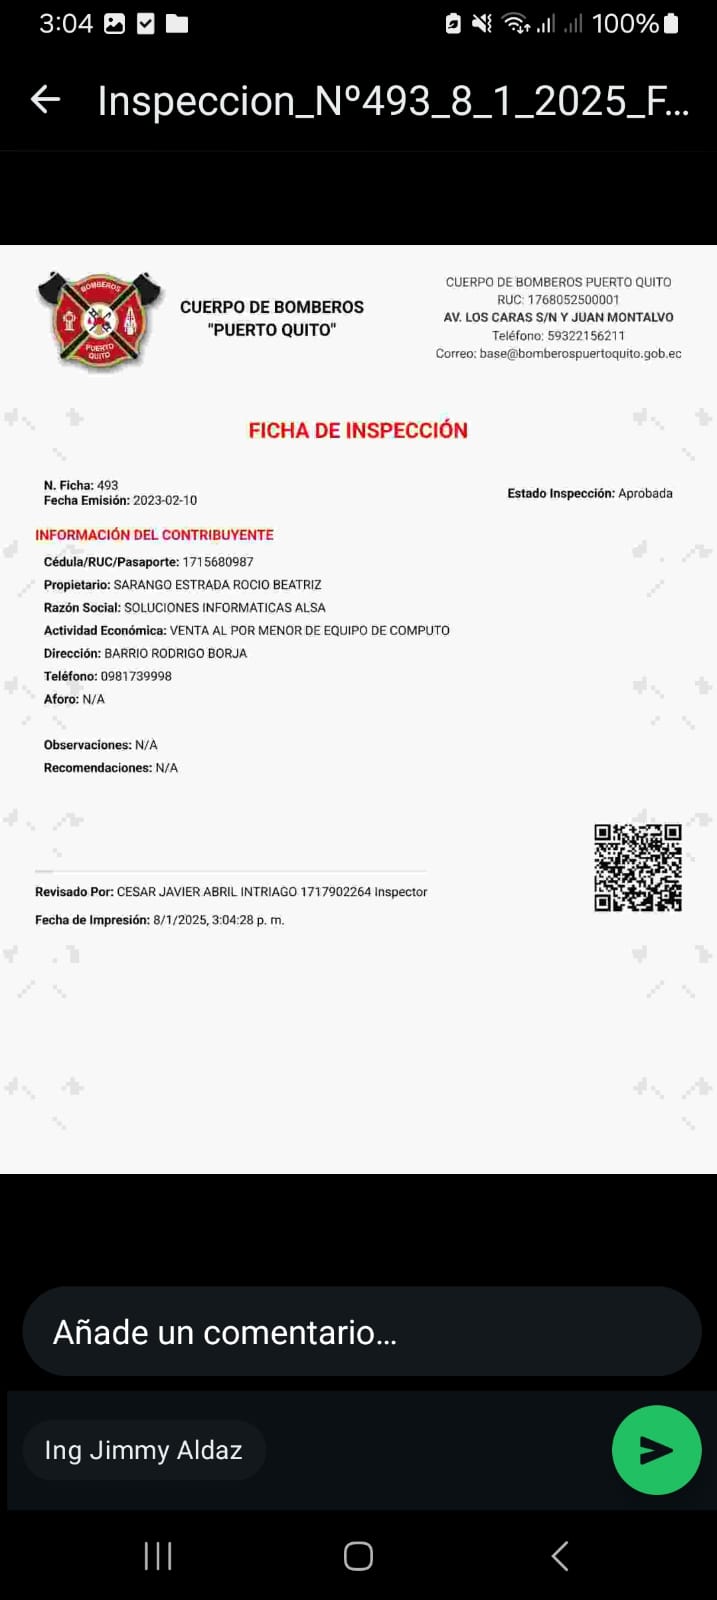 3:04 100%
Inspeccion_Nº493_8_1_2025_F...
BOMBEROS
PUERTO
QUITO
CUERPO DE BOMBEROS
"PUERTO QUITO"
CUERPO DE BOMBEROS PUERTO QUITO
RUC: 1768052500001
AV. LOS CARAS S/N Y JUAN MONTALVO
Teléfono: 59322156211
Correo: base@bomberospuertoquito.gob.ec
FICHA DE INSPECCIÓN
N. Ficha: 493
Fecha Emisión: 2023-02-10
Estado Inspección: Aprobada
INFORMACIÓN DEL CONTRIBUYENTE
Cédula/RUC/Pasaporte: 1715680987
Propietario: SARANGO ESTRADA ROCIO BEATRIZ
Razón Social: SOLUCIONES INFORMATICAS ALSA
Actividad Económica: VENTA AL POR MENOR DE EQUIPO DE COMPUTO
Dirección: BARRIO RODRIGO BORJA
Teléfono: 0981739998
Aforo: N/A
Observaciones: N/A
Recomendaciones: N/A
Revisado Por: CESAR JAVIER ABRIL INTRIAGO 1717902264 Inspector
Fecha de Impresión: 8/1/2025, 3:04:28 p. m.
Añade un comentario...
Ing Jimmy Aldaz